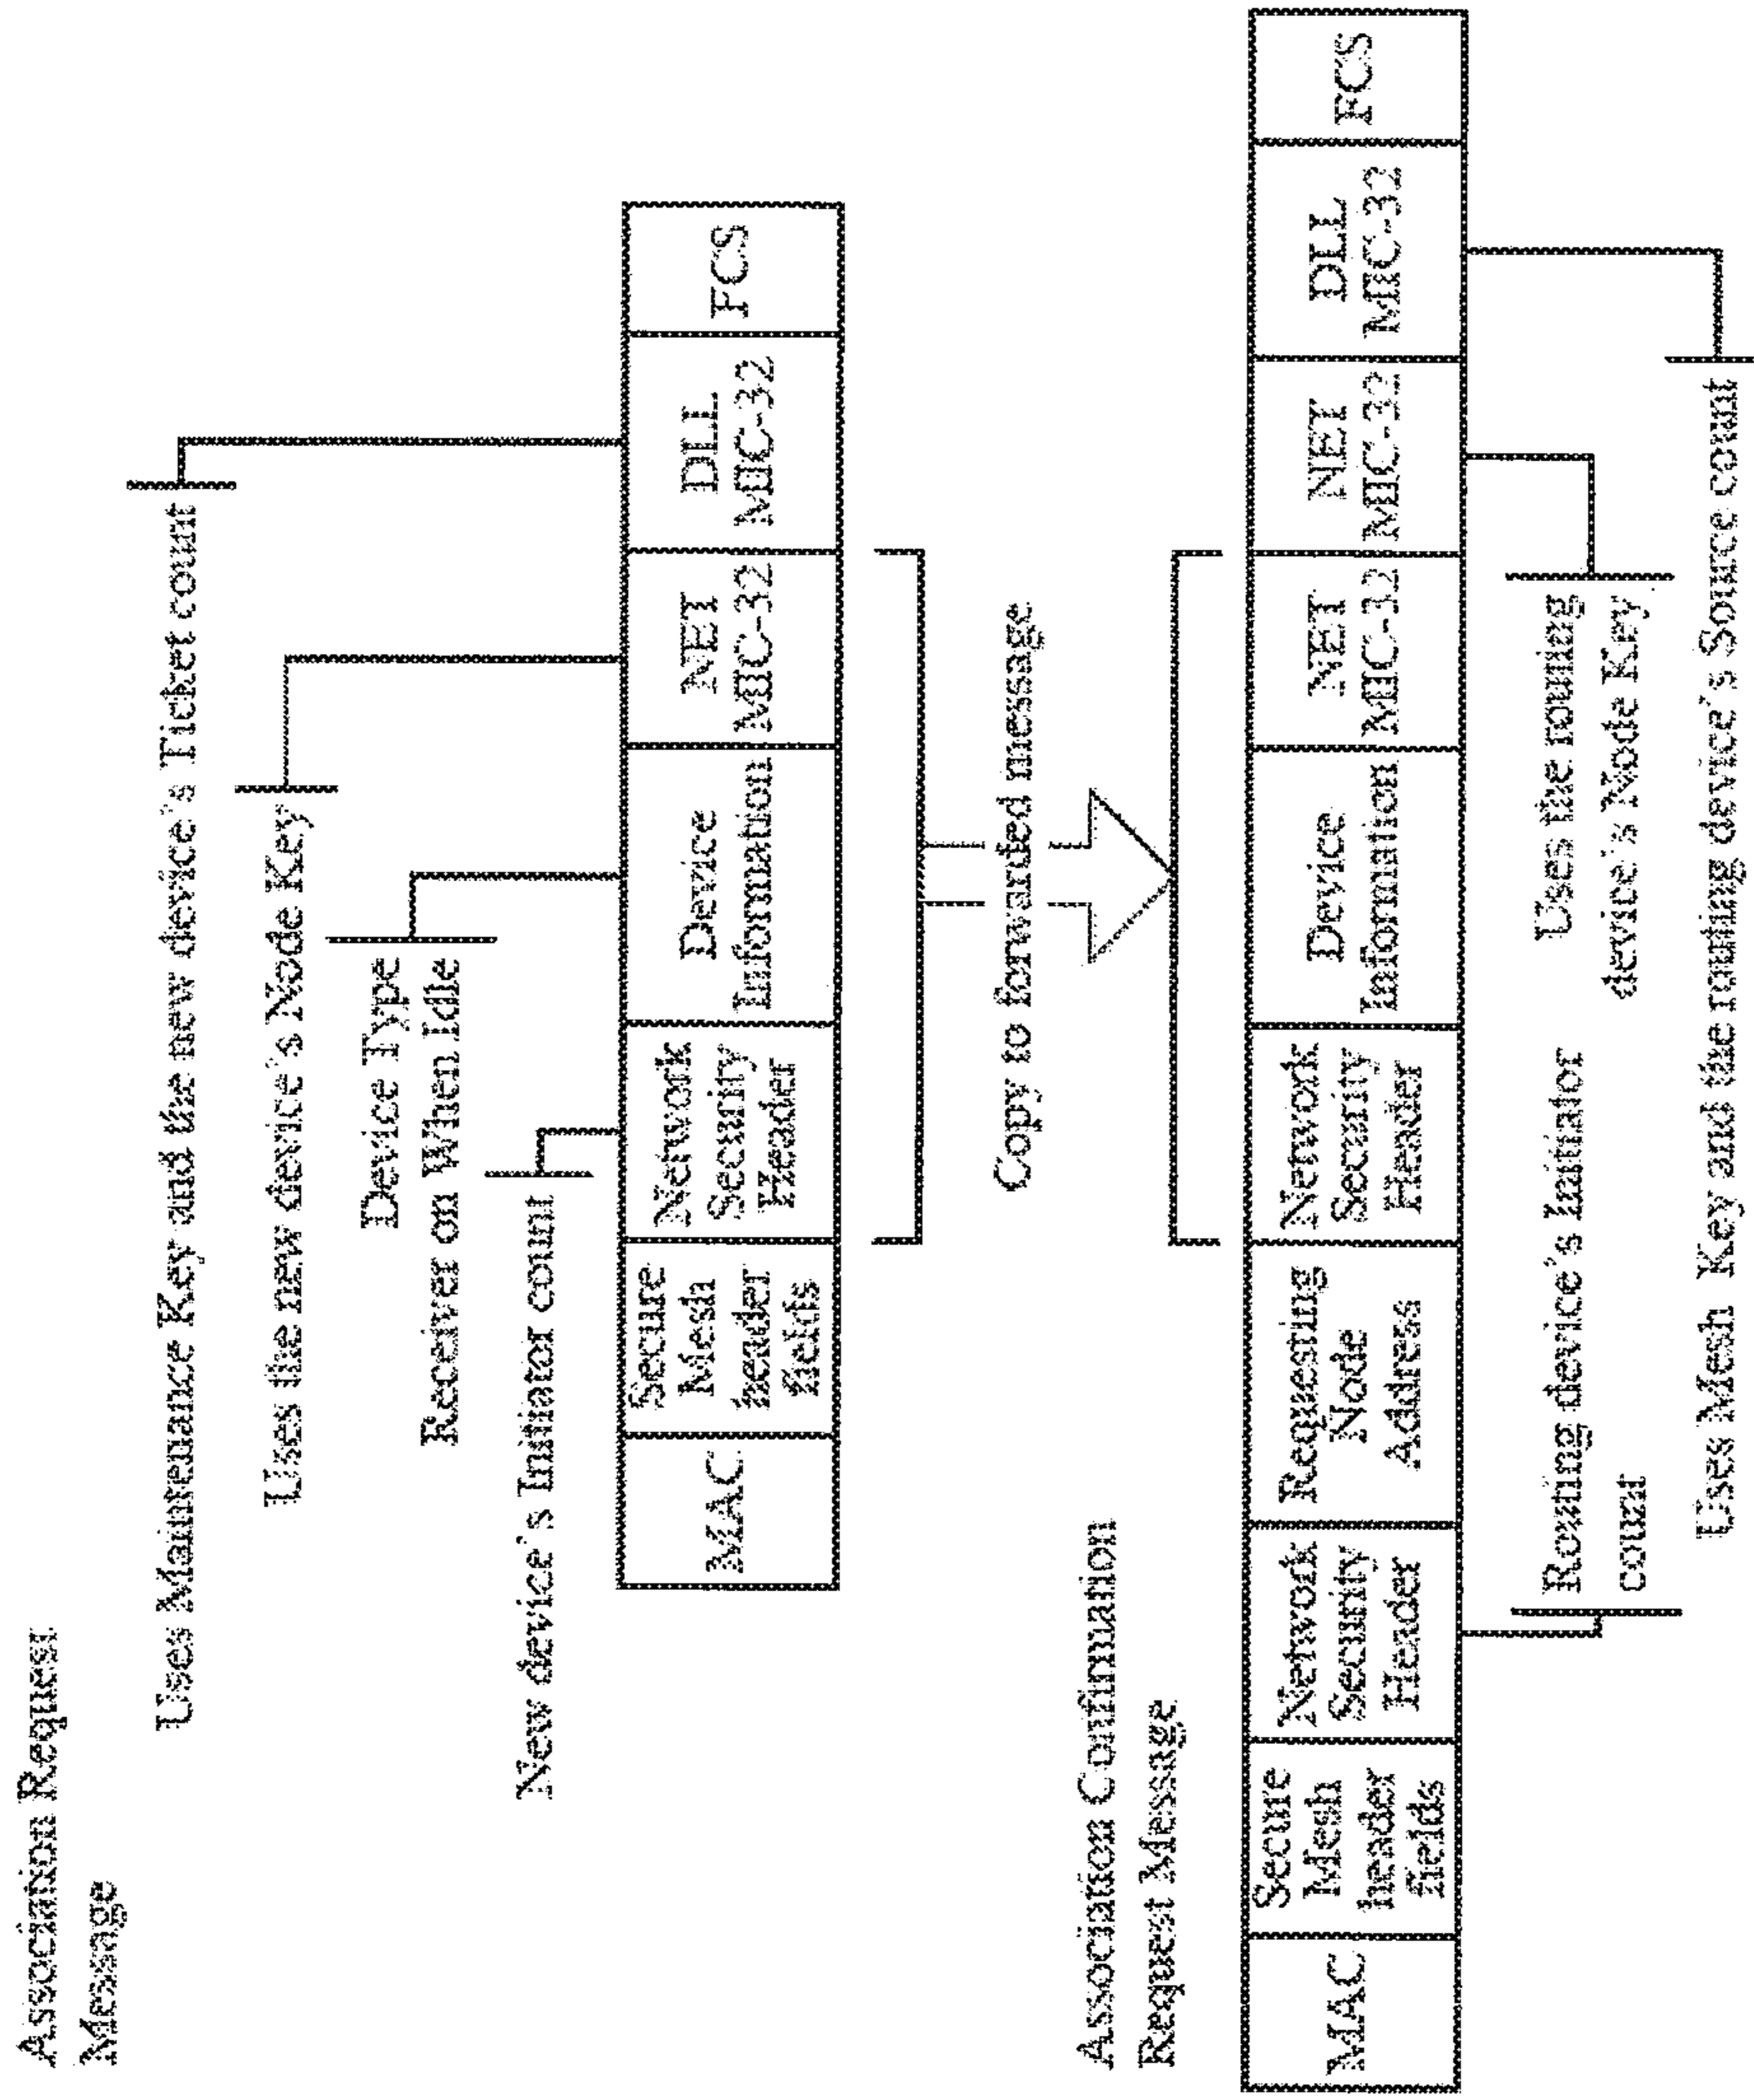 Association Request
Message
Uses Maintenance Key and the new device's Ticket count
Uses the new device's Node Key
Device Type
Receiver on When Idle
New device's Initiator count
MAC
Secure
Mesh
header
fields
Network
Security
Header
Device
Information
NET
MIC-32
DLL
MIC-32
FCS
Copy to forwarded message
Association Confirmation
Request Message
MAC
Secure
Mesh
header
fields
Network
Security
Header
Requesting
Node
Address
Network
Security
Header
Device
Information
NET
MIC-32
NET
MIC-32
DLL
MIC-32
FCS
Routing device's Initiator
count
Uses the routing
device's Node Key
Uses Mesh Key and the routing device's Source count